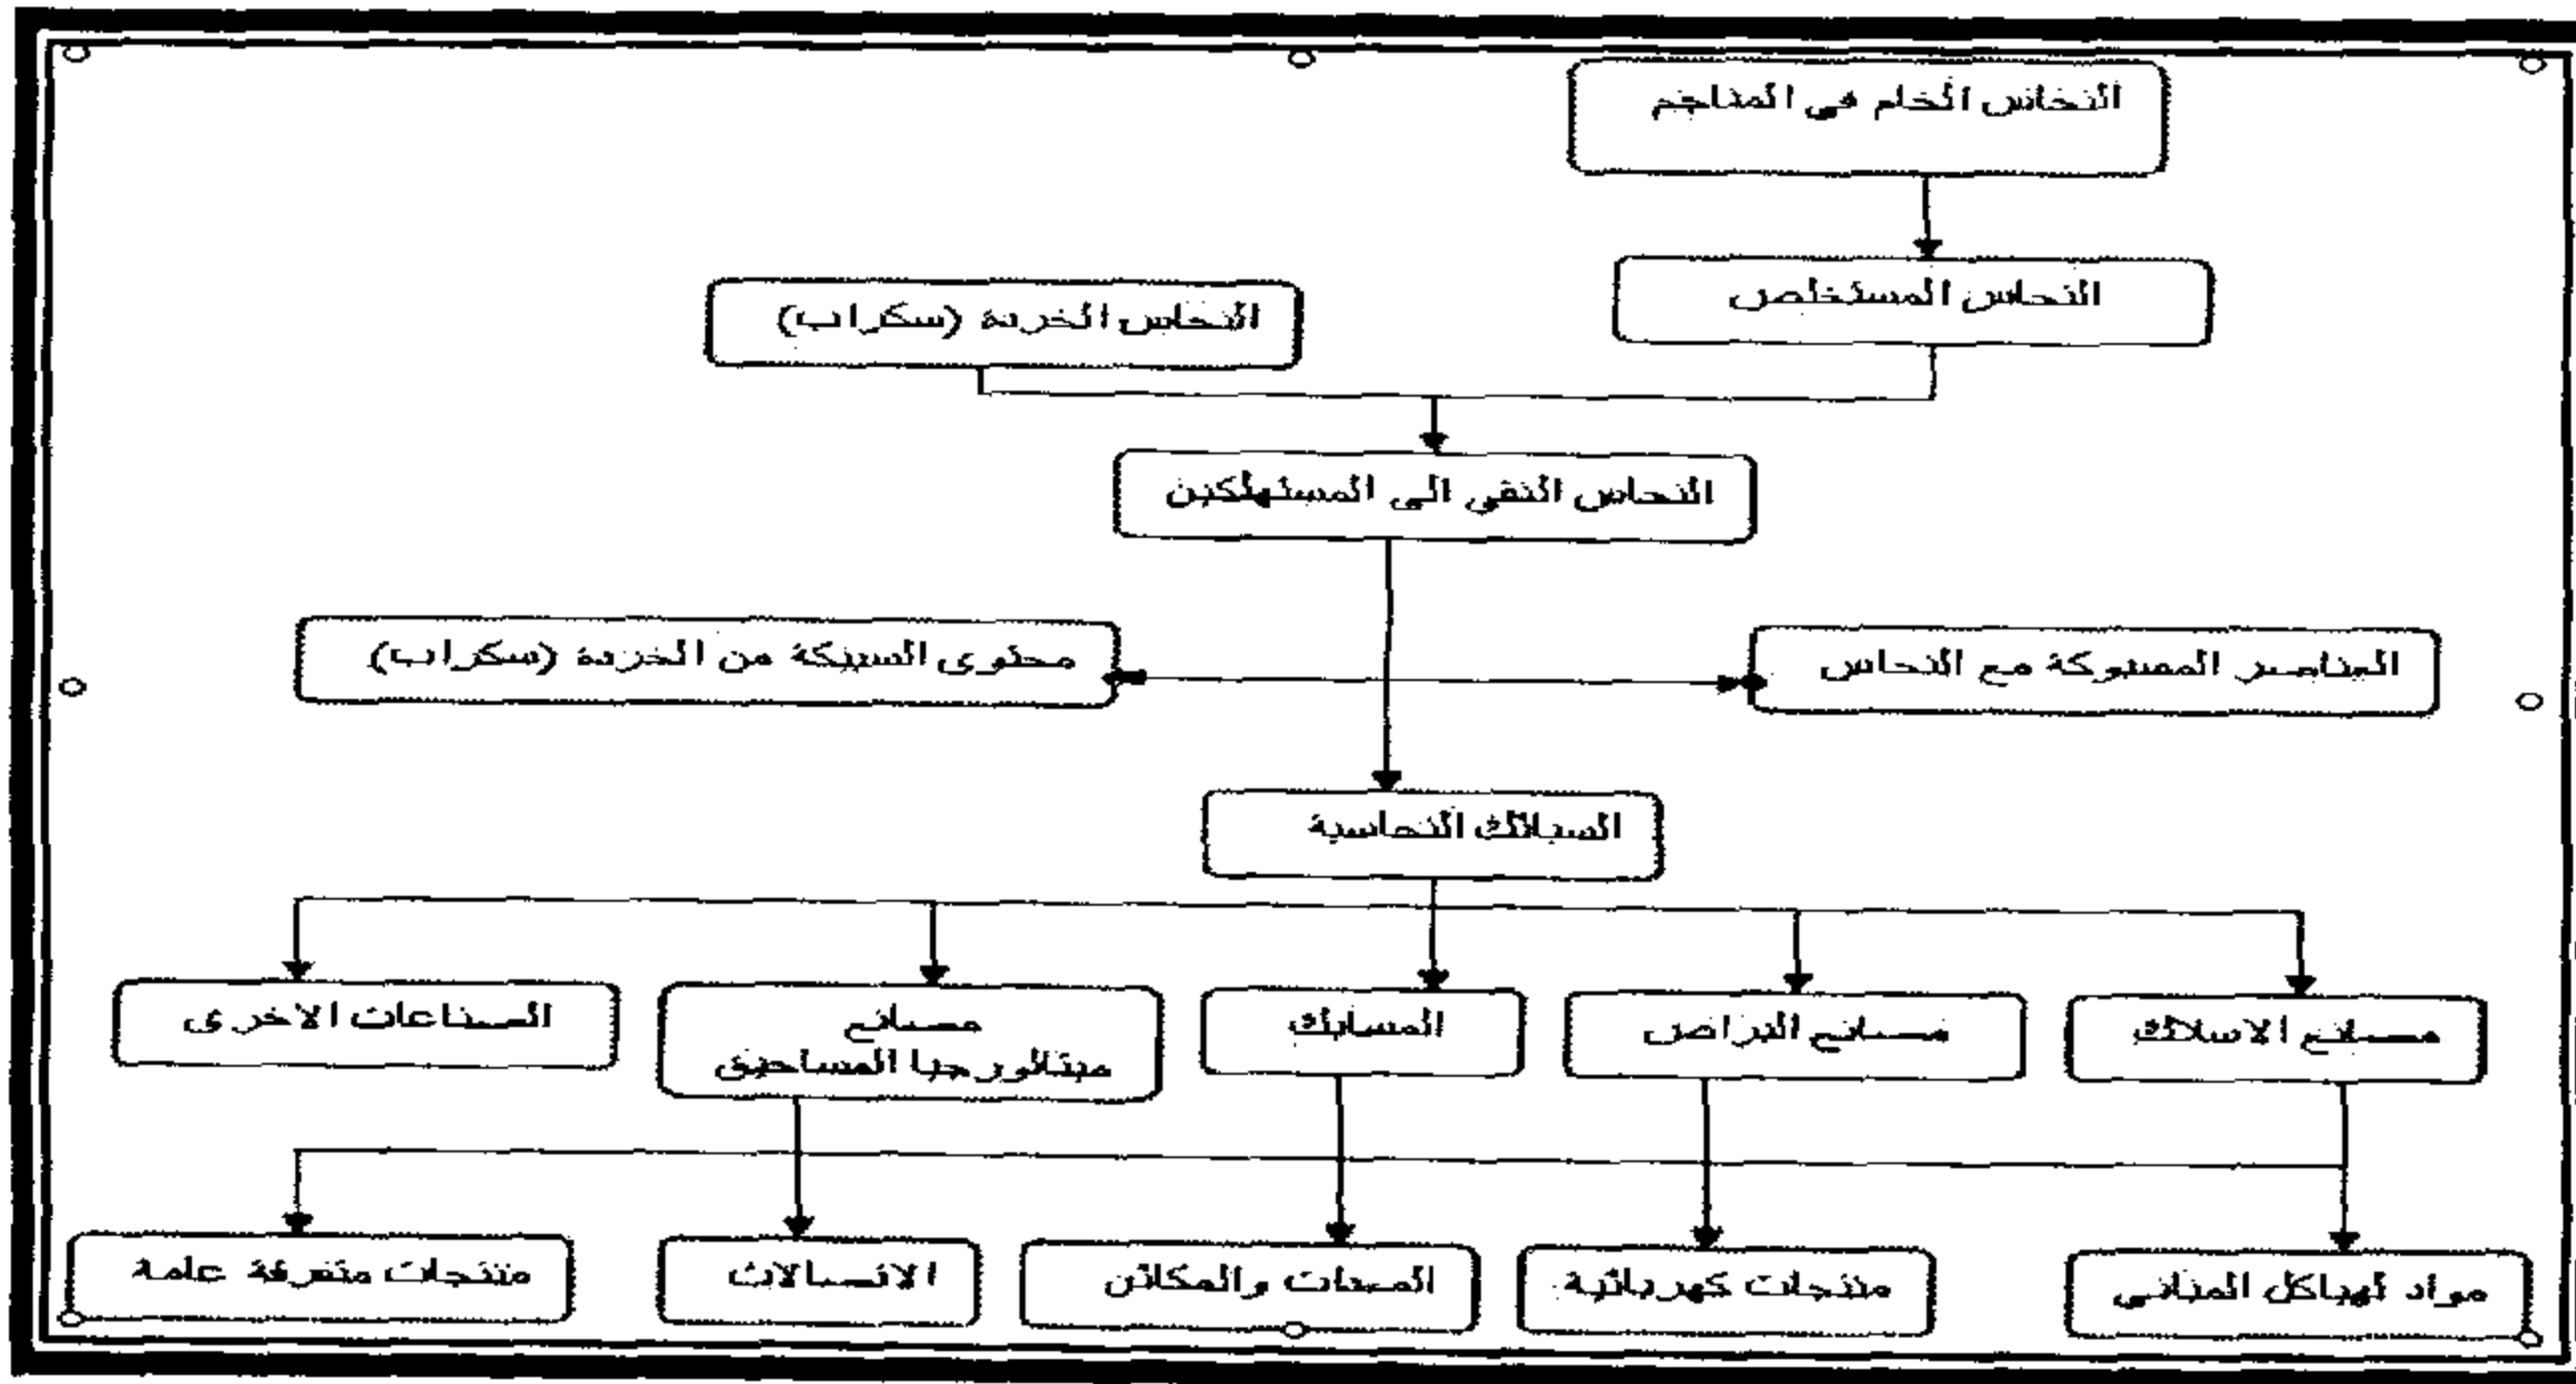 النحاس الخام في المناجم
النحاس المستخلص
النحاس الخردة (سكراب)
النحاس النقي الى المستهلكين
العناصر المسبوكة مع النحاس
محتوى السبيكة من الخردة (سكراب)
السبائك النحاسية
مصانع الاسلاك
مصانع البراص
المسابك
مصانع
ميتالورجيا المساحيق
الصناعات الاخرى
مواد لهياكل المباني
منتجات كهربائية
المعدات والمكائن
الاتصالات
منتجات متفرقة عامة